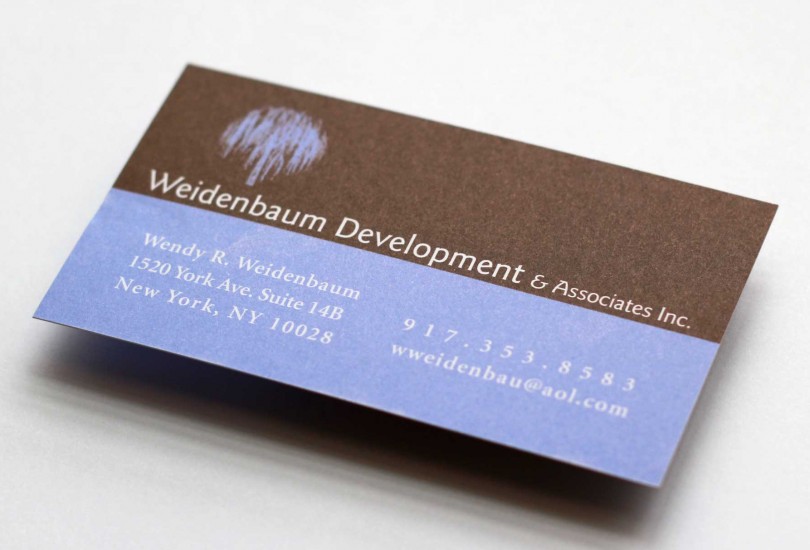 Weidenbaum Development & Associates Inc.
Wendy R. Weidenbaum
1520 York Ave. Suite 14B
New York, NY 10028
917.353.8583
wweidenbau@aol.com